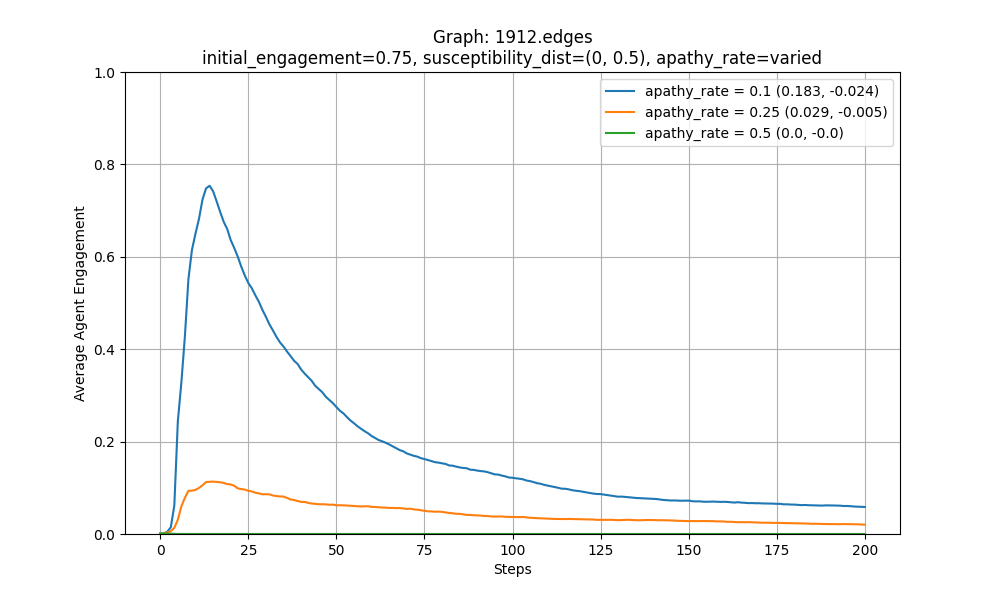 Graph: 1912.edges
initial_engagement=0.75, susceptibility_dist=(0, 0.5), apathy_rate=varied
apathy_rate = 0.1 (0.183, -0.024)
apathy_rate = 0.25 (0.029, -0.005)
apathy_rate = 0.5 (0.0, -0.0)
Average Agent Engagement
1.0
0.8
0.6
0.4
0.2
0.0
0 25 50 75 100 125 150 175 200
Steps